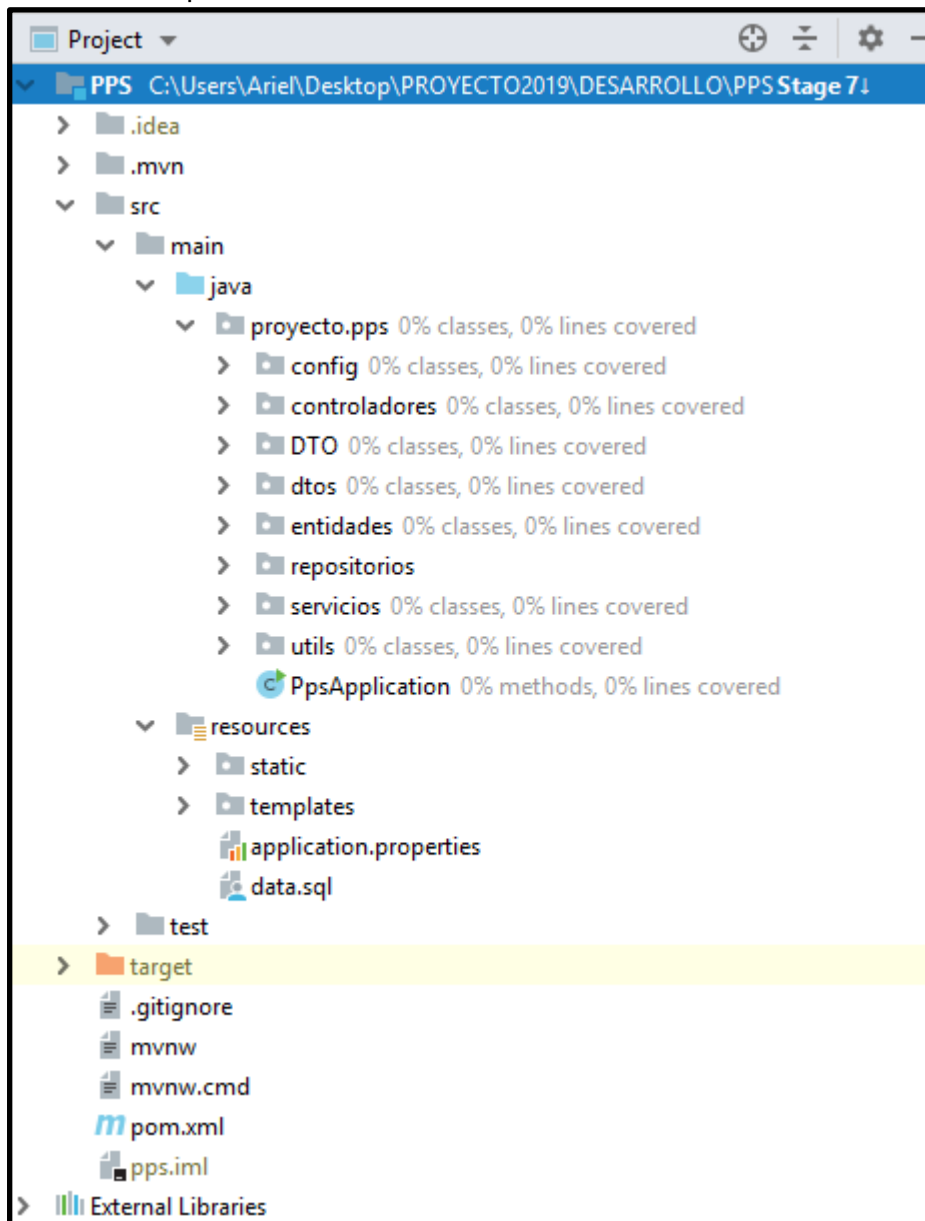 Project
PPS C:\Users\Ariel\Desktop\PROYECTO2019\DESARROLLO\PPS Stage 7↓
.idea
.mvn
src
main
java
proyecto.pps 0% classes, 0% lines covered
config 0% classes, 0% lines covered
controladores 0% classes, 0% lines covered
DTO 0% classes, 0% lines covered
dtos 0% classes, 0% lines covered
entidades 0% classes, 0% lines covered
repositorios
servicios 0% classes, 0% lines covered
utils 0% classes, 0% lines covered
PpsApplication 0% methods, 0% lines covered
resources
static
templates
application.properties
data.sql
test
target
.gitignore
mvnw
mvnw.cmd
pom.xml
pps.iml
External Libraries